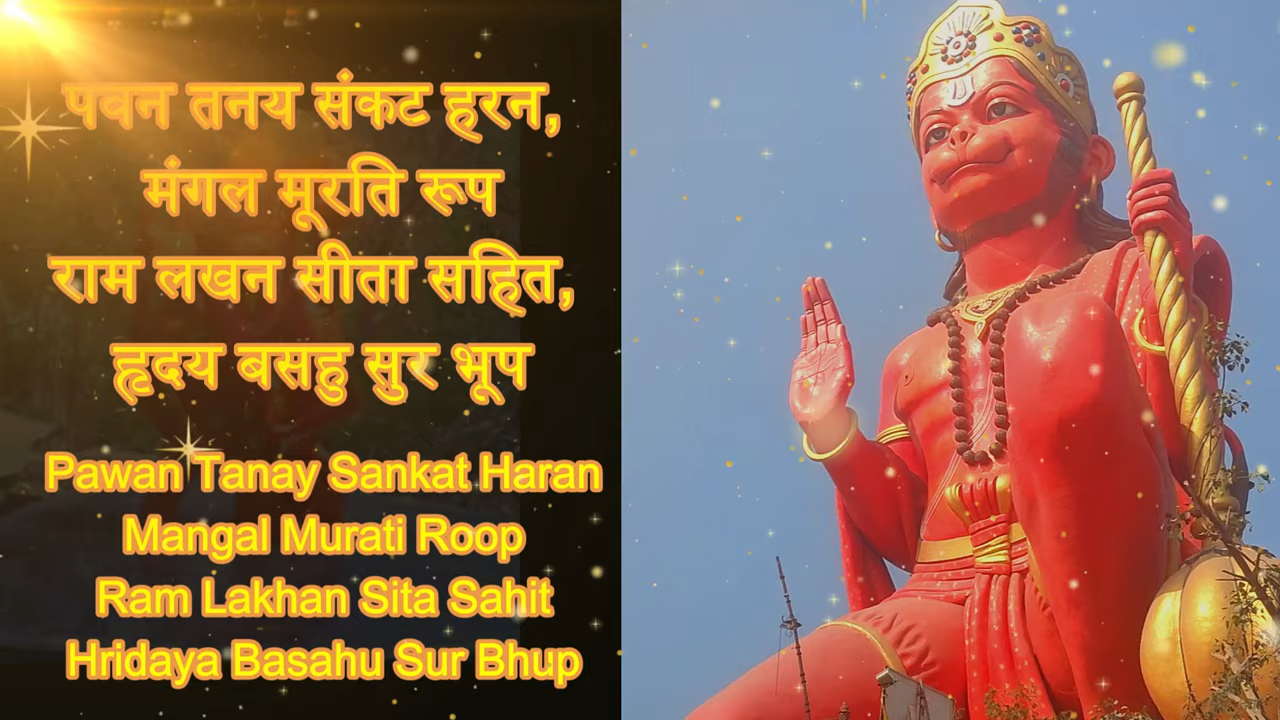 पवन तनय संकट हरन,
मंगल मूरति रूप
राम लखन सीता सहित,
हृदय बसहु सुर भूप
Pawan Tanay Sankat Haran
Mangal Murati Roop
Ram Lakhan Sita Sahit
Hridaya Basahu Sur Bhup